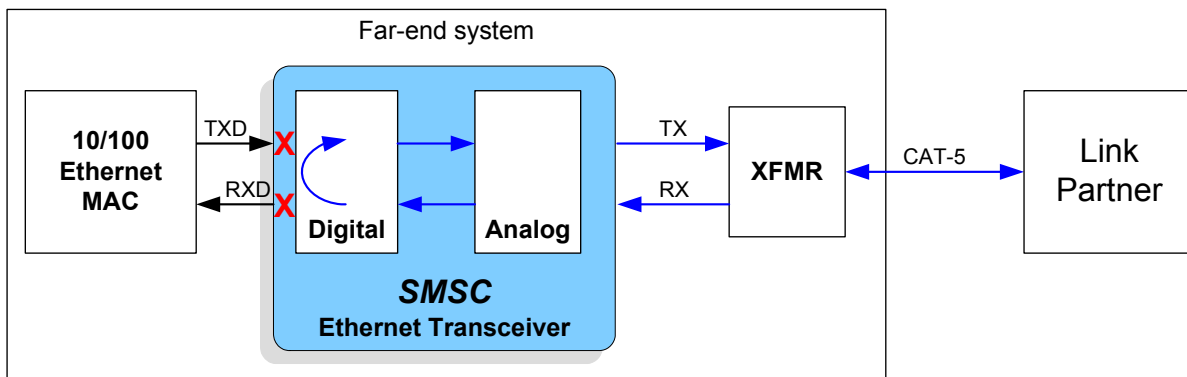 Far-end system
10/100
Ethernet
MAC
TXD
RXD
X
X
Digital
Analog
SMSC
Ethernet Transceiver
TX
RX
XFMR
CAT-5
Link
Partner